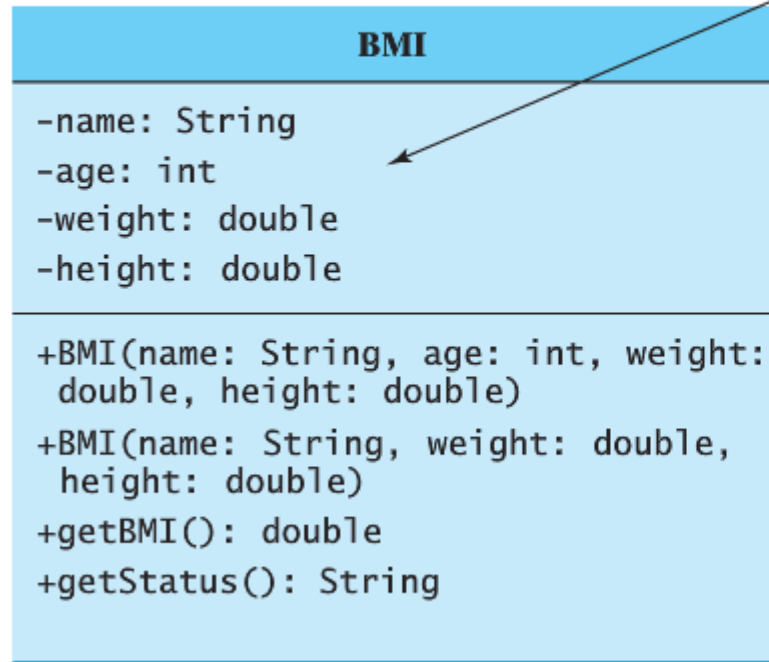 BMI
-name: String
-age: int
-weight: double
-height: double
+BMI(name: String, age: int, weight:
double, height: double)
+BMI(name: String, weight: double,
height: double)
+getBMI(): double
+getStatus(): String